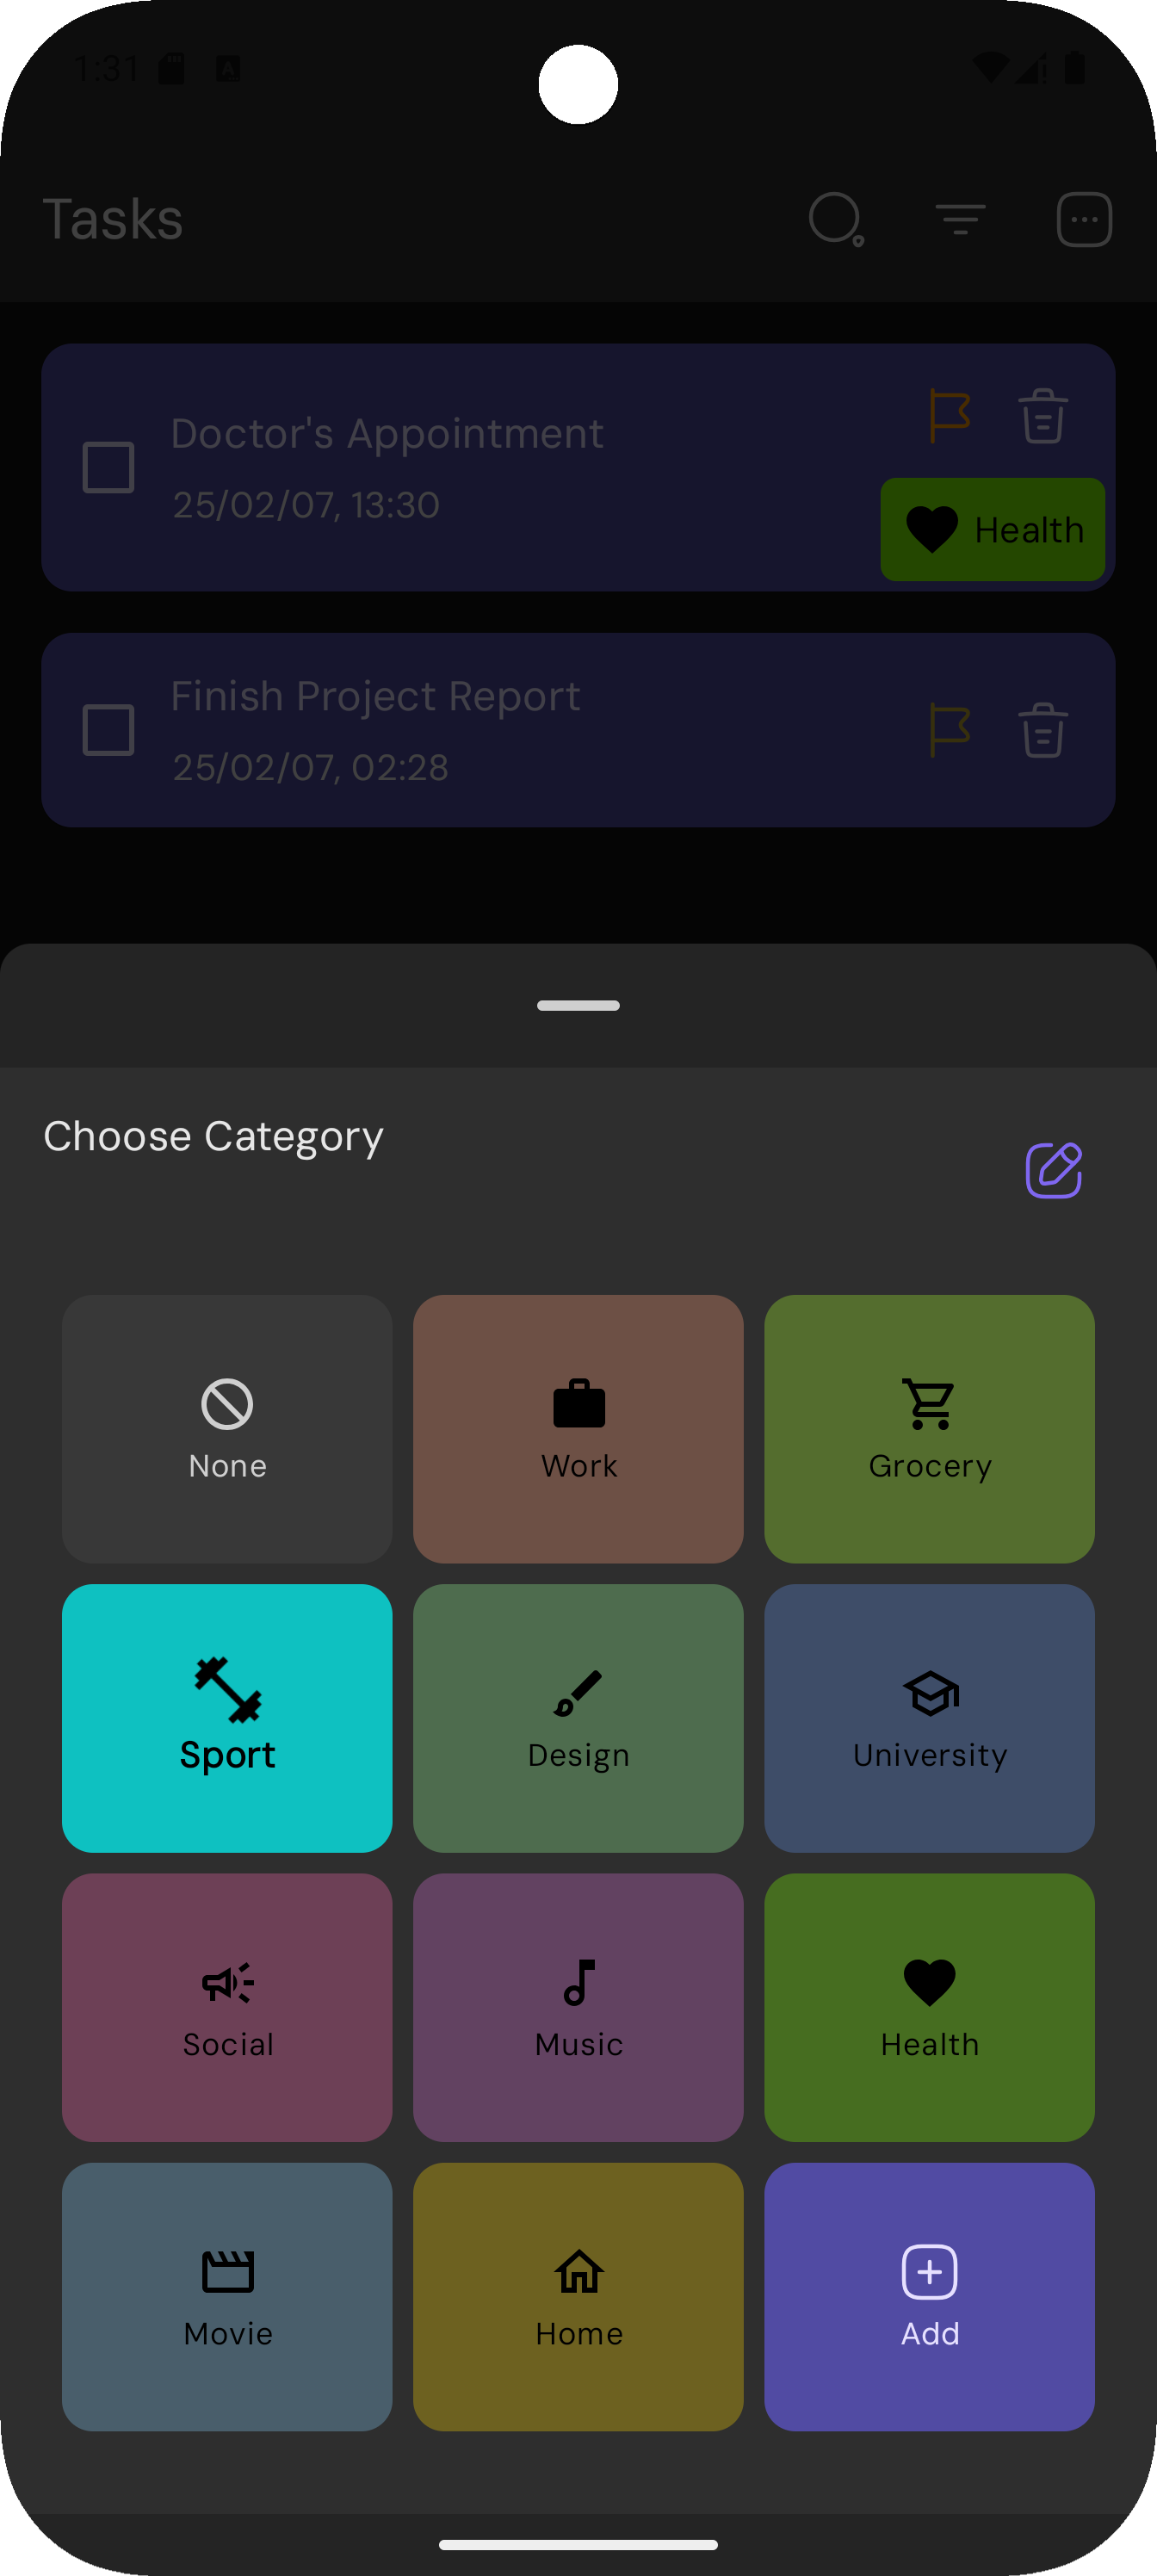 1:31
Tasks
Doctor's Appointment
25/02/07, 13:30
Health
Finish Project Report
25/02/07, 02:28
Choose Category
None
Work
Grocery
Sport
Design
University
Social
Music
Health
Movie
Home
Add